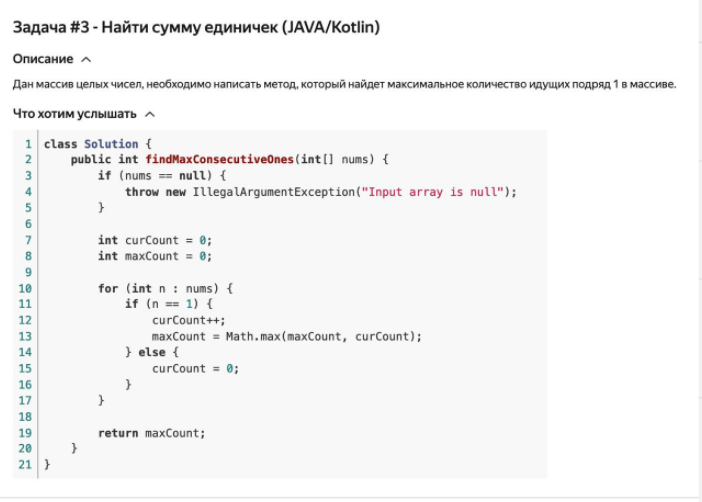 Задача #3 - Найти сумму единичек (JAVA/Kotlin)
Описание
Дан массив целых чисел, необходимо написать метод, который найдет максимальное количество идущих подряд 1 в массиве.
Что хотим услышать
1 class Solution {
2     public int findMaxConsecutiveOnes(int[] nums) {
3         if (nums == null) {
4             throw new IllegalArgumentException("Input array is null");
5         }
6
7         int curCount = 0;
8         int maxCount = 0;
9
10         for (int n : nums) {
11             if (n == 1) {
12                 curCount++;
13                 maxCount = Math.max(maxCount, curCount);
14             } else {
15                 curCount = 0;
16             }
17         }
18
19         return maxCount;
20     }
21 }